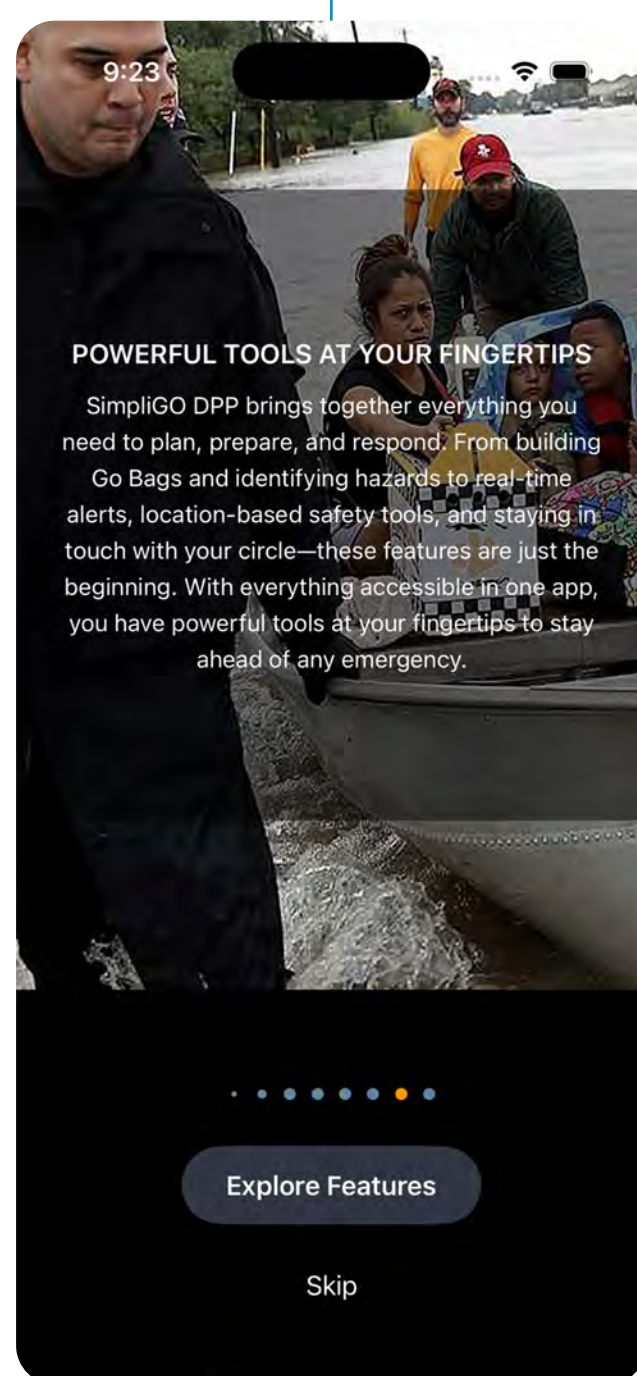 9:23
POWERFUL TOOLS AT YOUR FINGERTIPS
SimpliGO DPP brings together everything you
need to plan, prepare, and respond. From building
Go Bags and identifying hazards to real-time
alerts, location-based safety tools, and staying in
touch with your circle—these features are just the
beginning. With everything accessible in one app,
you have powerful tools at your fingertips to stay
ahead of any emergency.
Explore Features
Skip